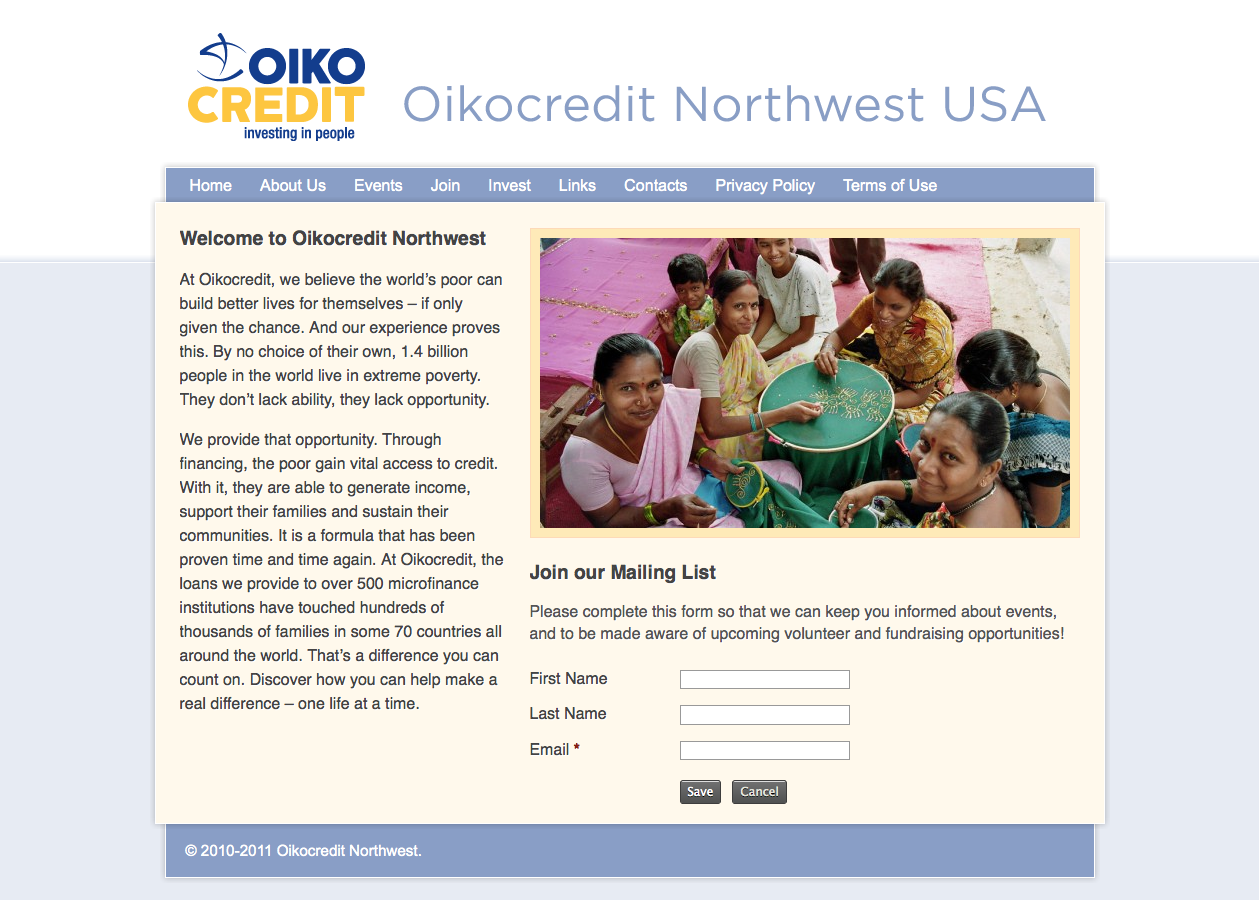 OIKO
CREDIT
investing in people
Oikocredit Northwest USA
Home About Us Events Join Invest Links Contacts Privacy Policy Terms of Use
Welcome to Oikocredit Northwest
At Oikocredit, we believe the world’s poor can
build better lives for themselves – if only
given the chance. And our experience proves
this. By no choice of their own, 1.4 billion
people in the world live in extreme poverty.
They don’t lack ability, they lack opportunity.
We provide that opportunity. Through
financing, the poor gain vital access to credit.
With it, they are able to generate income,
support their families and sustain their
communities. It is a formula that has been
proven time and time again. At Oikocredit, the
loans we provide to over 500 microfinance
institutions have touched hundreds of
thousands of families in some 70 countries all
around the world. That’s a difference you can
count on. Discover how you can help make a
real difference – one life at a time.
Join our Mailing List
Please complete this form so that we can keep you informed about events,
and to be made aware of upcoming volunteer and fundraising opportunities!
First Name
Last Name
Email *
Save Cancel
© 2010-2011 Oikocredit Northwest.